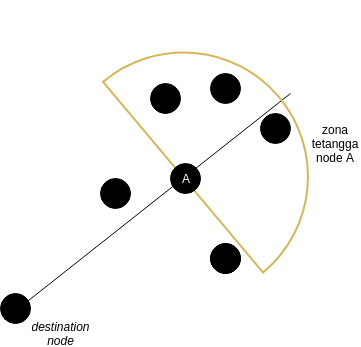 zona
tetangga
node A
A
destination
node